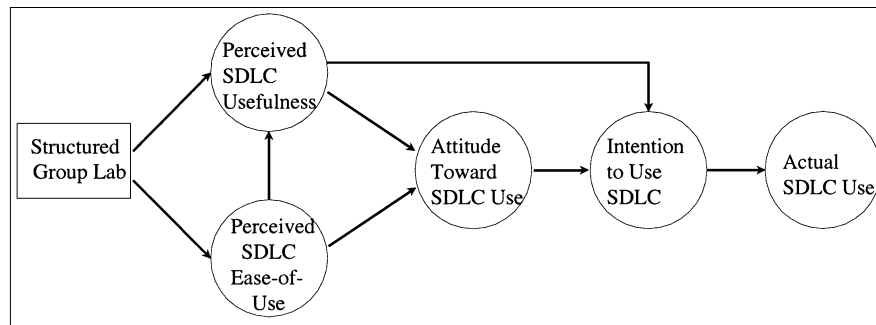 Structured
Group Lab
Perceived
SDLC
Usefulness
Perceived
SDLC
Ease-of-
Use
Attitude
Toward
SDLC Use
Intention
to Use
SDLC
Actual
SDLC Use